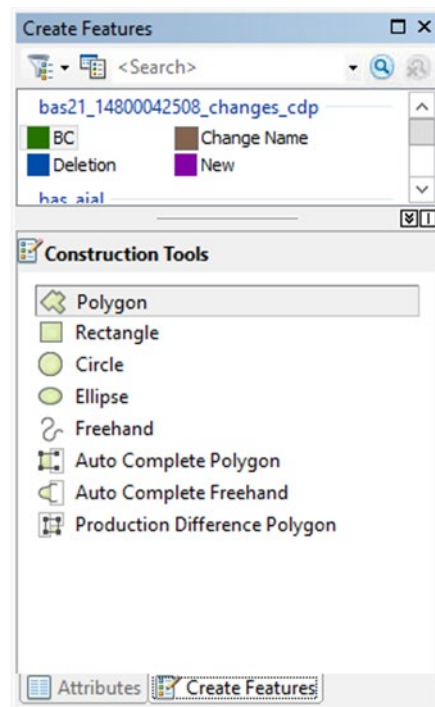 Create Features
<Search>
bas21_14800042508_changes_cdp
BC Change Name
Deletion New
bas_aial
Construction Tools
Polygon
Rectangle
Circle
Ellipse
Freehand
Auto Complete Polygon
Auto Complete Freehand
Production Difference Polygon
Attributes Create Features